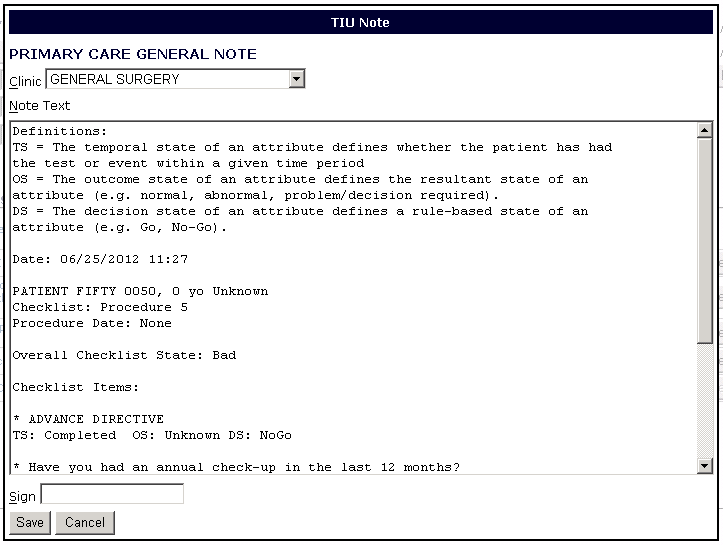 TIU Note
PRIMARY CARE GENERAL NOTE
Clinic GENERAL SURGERY
Note Text
Definitions:
TS = The temporal state of an attribute defines whether the patient has had
the test or event within a given time period
OS = The outcome state of an attribute defines the resultant state of an
attribute (e.g. normal, abnormal, problem/decision required).
DS = The decision state of an attribute defines a rule-based state of an
attribute (e.g. Go, No-Go).
Date: 06/25/2012 11:27
PATIENT FIFTY 0050, 0 yo Unknown
Checklist: Procedure 5
Procedure Date: None
Overall Checklist State: Bad
Checklist Items:
* ADVANCE DIRECTIVE
TS: Completed  OS: Unknown DS: NoGo
* Have you had an annual check-up in the last 12 months?
Sign
Save Cancel